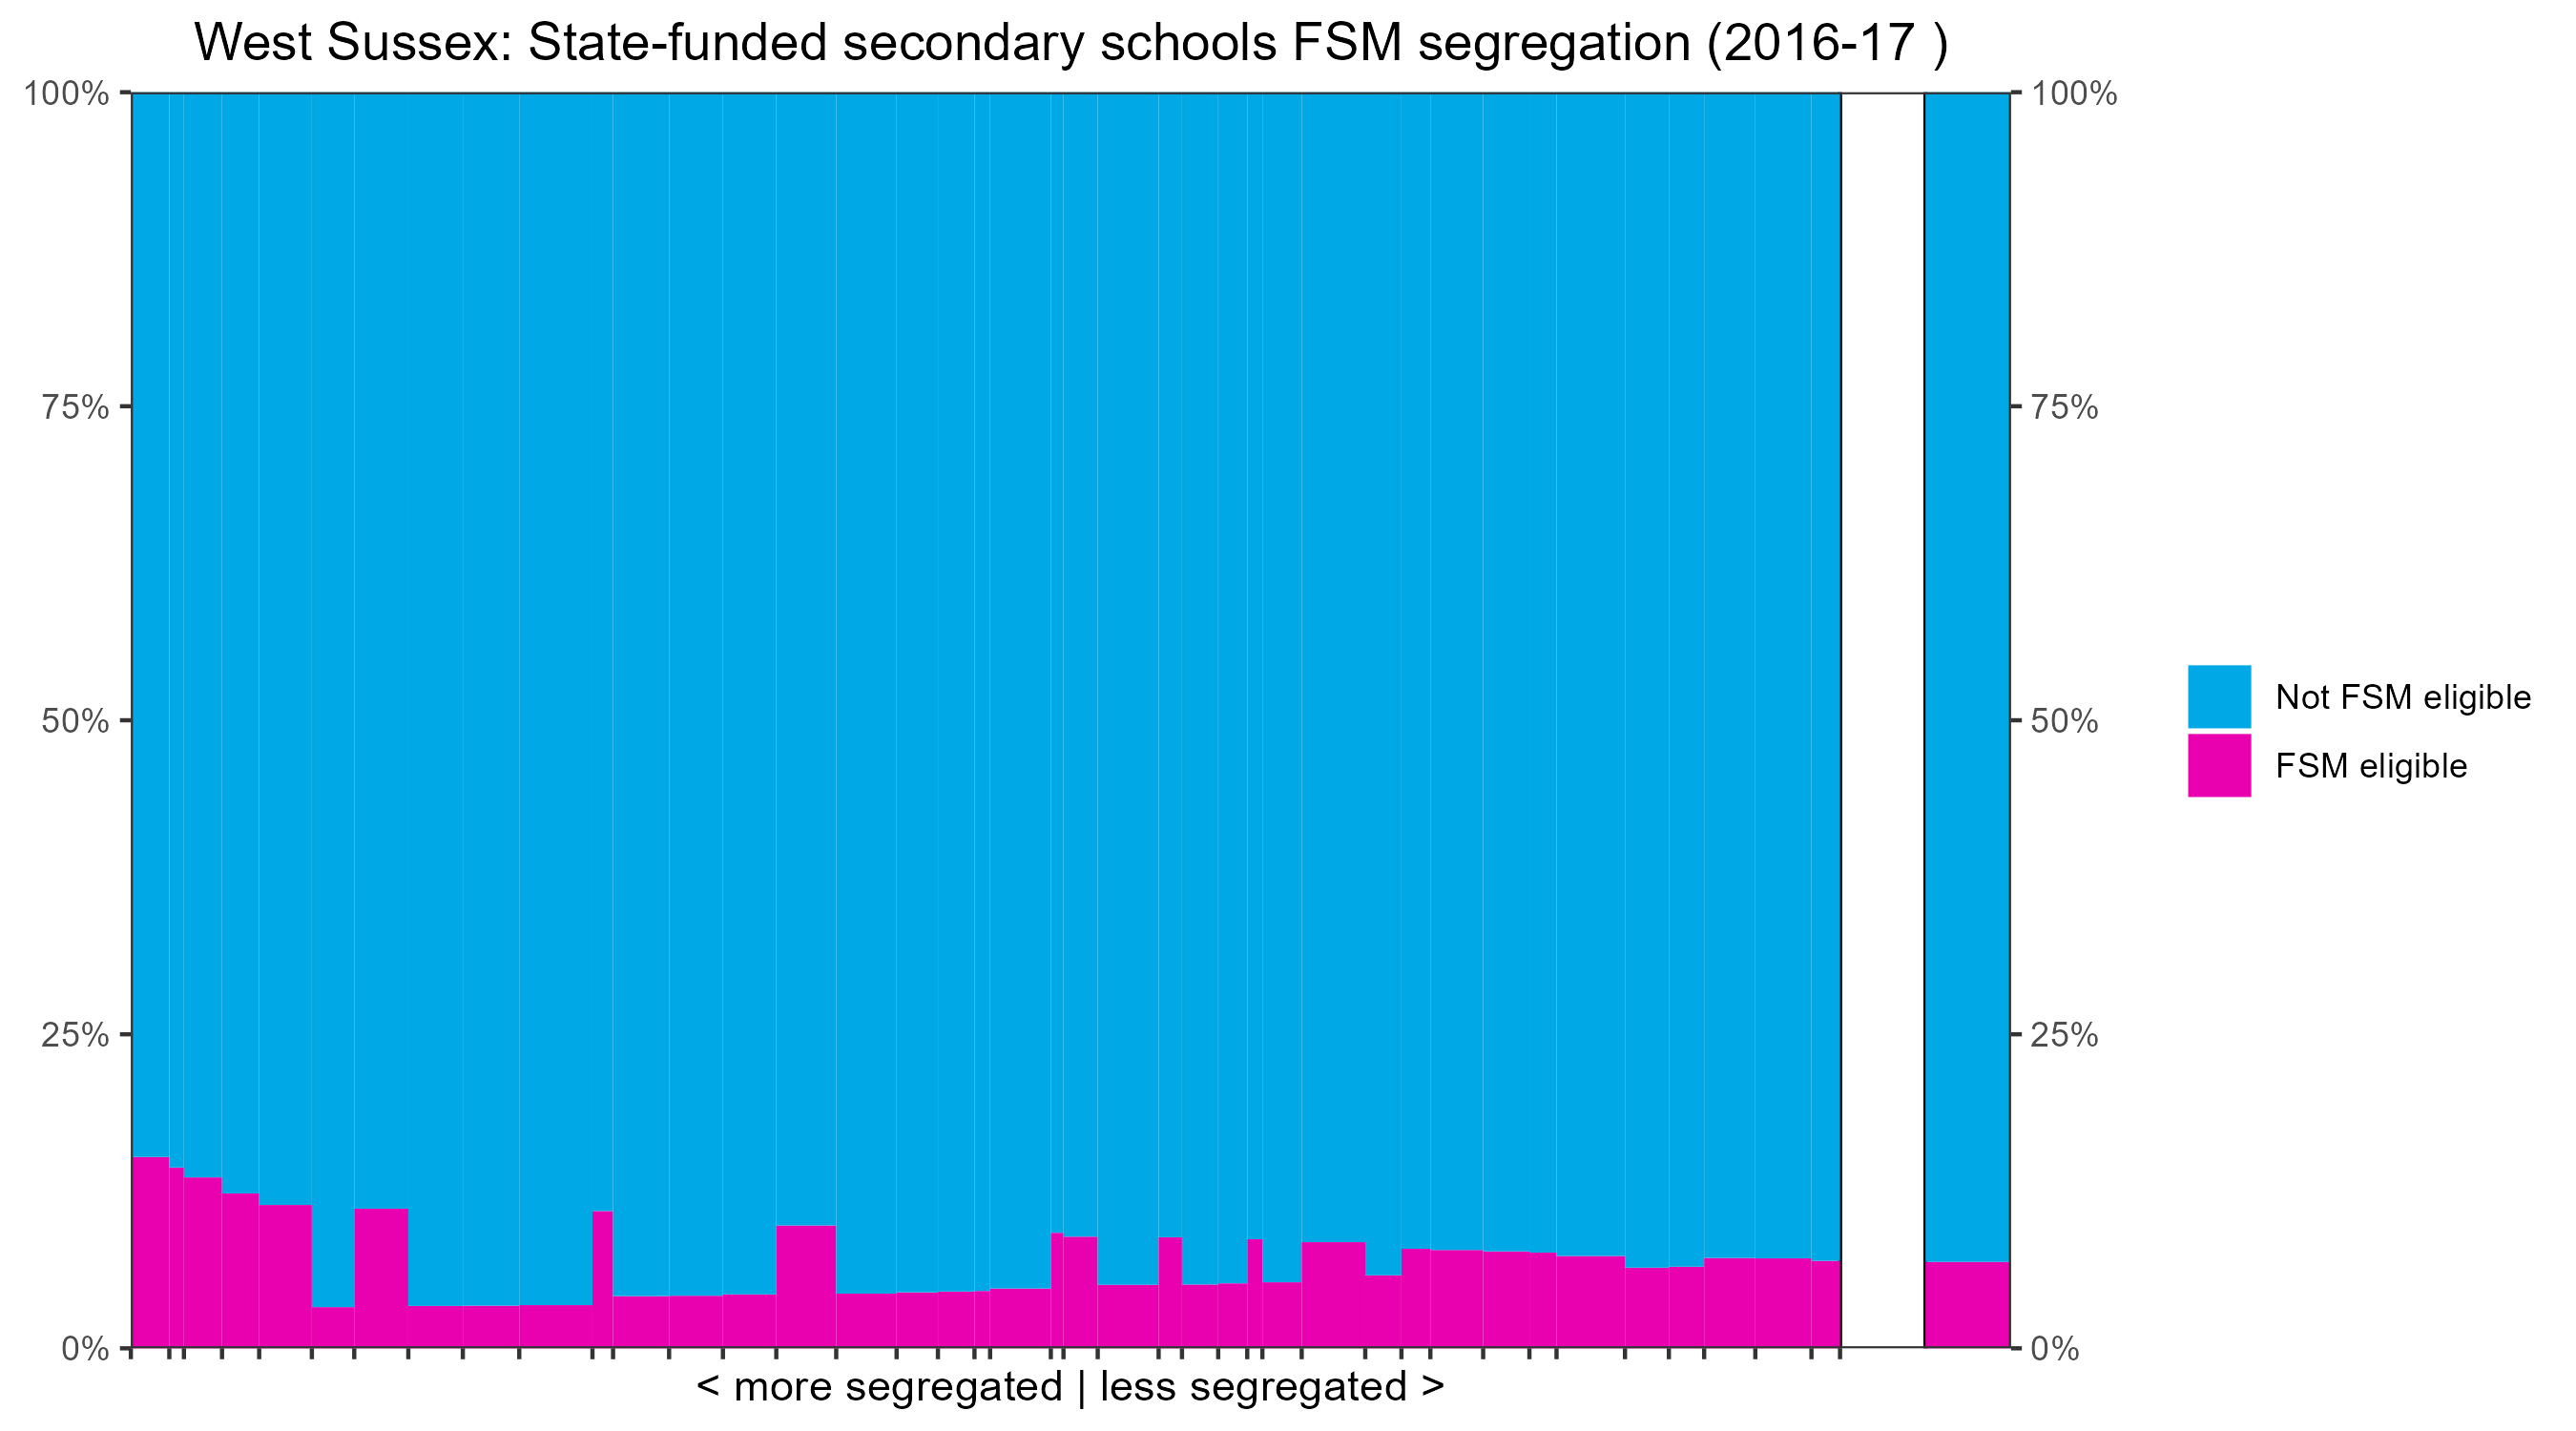 West Sussex: State-funded secondary schools FSM segregation (2016-17 )
100%
75%
50%
25%
0%
100%
75%
50%
25%
0%
Not FSM eligible
FSM eligible
< more segregated | less segregated >